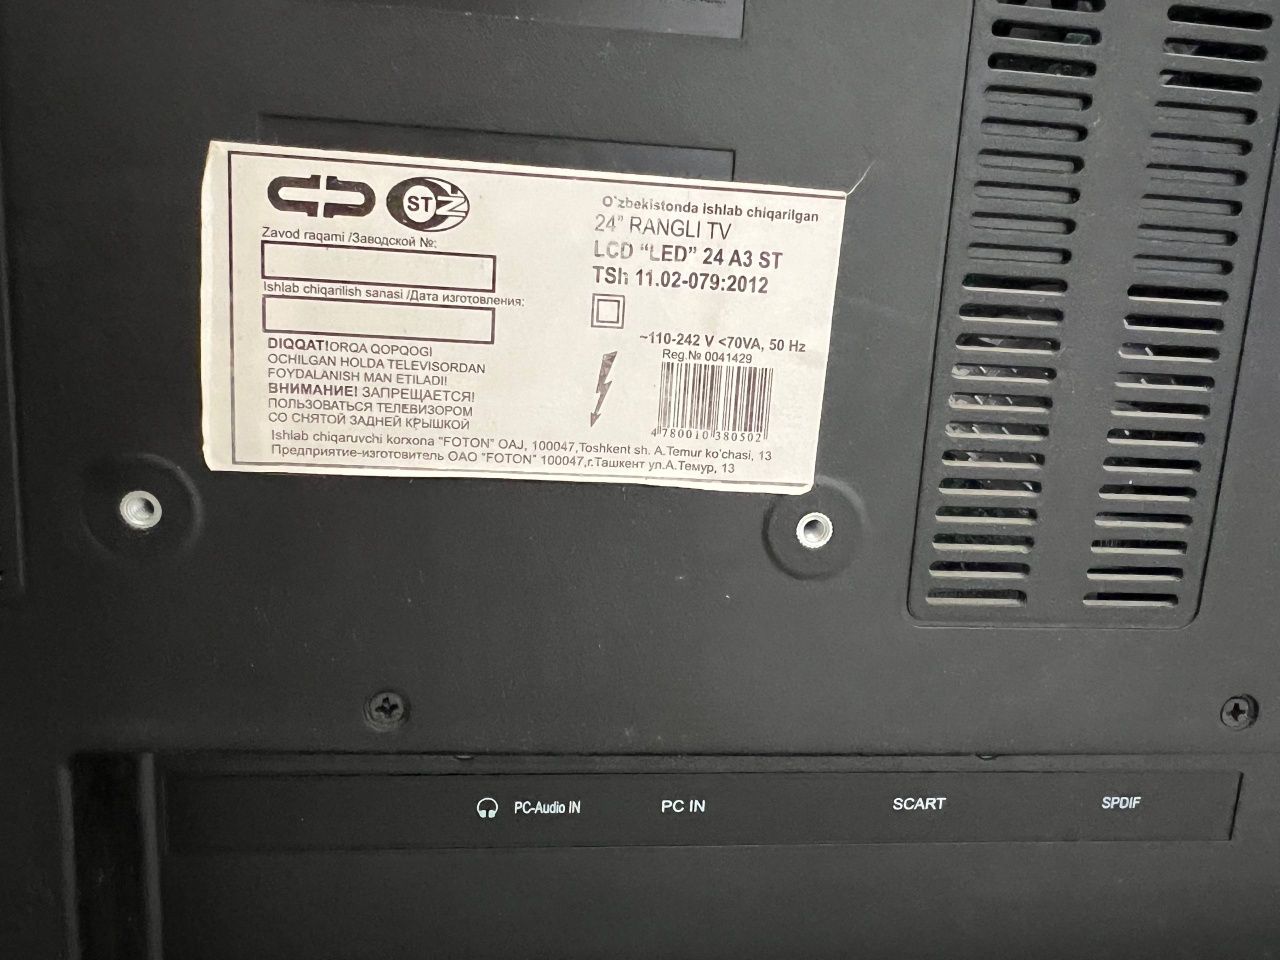 ST
Zavod raqami /Заводской №:
Ishlab chiqarilish sanasi /Дата изготовления:
DIQQAT!ORQA QOPQOGI
OCHILGAN HOLDA TELEVISORDAN
FOYDALANISH MAN ETILADI!
ВНИМАНИЕ! ЗАПРЕЩАЕТСЯ!
ПОЛЬЗОВАТЬСЯ ТЕЛЕВИЗОРОМ
СО СНЯТОЙ ЗАДНЕЙ КРЫШКОЙ
O`zbekistonda ishlab chiqarilgan
24" RANGLI TV
LCD "LED" 24 A3 ST
TSh 11.02-079:2012
~110-242 V <70VA, 50 Hz
Reg.№ 0041429
4 780010 380502
Ishlab chiqaruvchi korxona "FOTON" OAJ, 100047,Toshkent sh. A.Temur ko'chasi, 13
Предприятие-изготовитель ОАО "FOTON" 100047,г.Ташкент ул.А.Темур, 13
PC-Audio IN PC IN SCART SPDIF